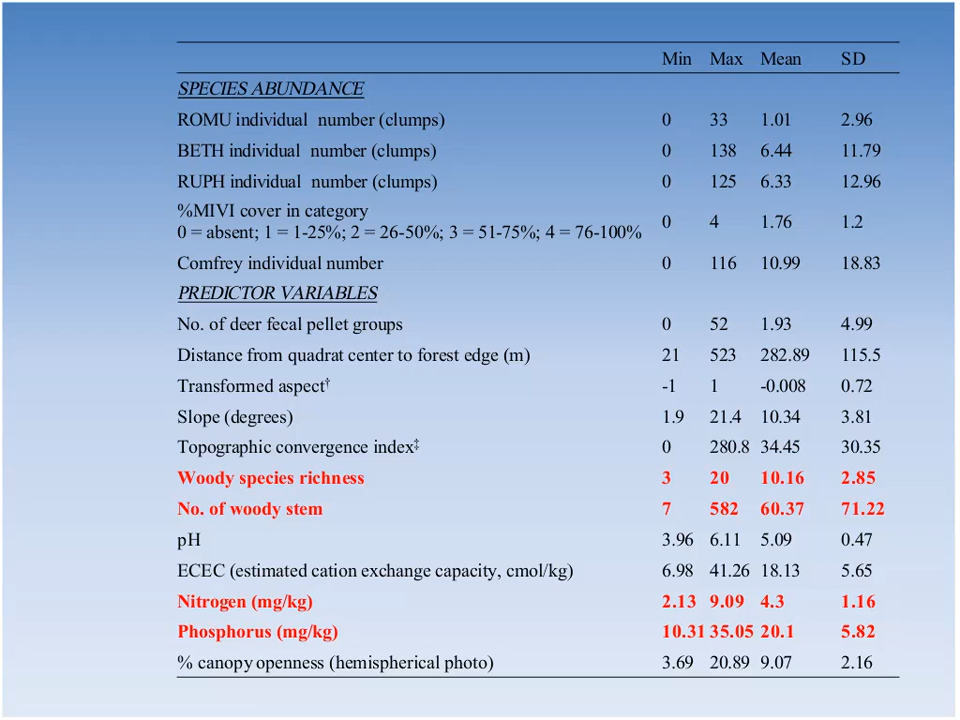 Min Max Mean SD
SPECIES ABUNDANCE
ROMU individual number (clumps) 0 33 1.01 2.96
BETH individual number (clumps) 0 138 6.44 11.79
RUPH individual number (clumps) 0 125 6.33 12.96
%MIVI cover in category
0 = absent; 1 = 1-25%; 2 = 26-50%; 3 = 51-75%; 4 = 76-100% 0 4 1.76 1.2
Comfrey individual number 0 116 10.99 18.83
PREDICTOR VARIABLES
No. of deer fecal pellet groups 0 52 1.93 4.99
Distance from quadrat center to forest edge (m) 21 523 282.89 115.5
Transformed aspect† -1 1 -0.008 0.72
Slope (degrees) 1.9 21.4 10.34 3.81
Topographic convergence index‡ 0 280.8 34.45 30.35
Woody species richness 3 20 10.16 2.85
No. of woody stem 7 582 60.37 71.22
pH 3.96 6.11 5.09 0.47
ECEC (estimated cation exchange capacity, cmol/kg) 6.98 41.26 18.13 5.65
Nitrogen (mg/kg) 2.13 9.09 4.3 1.16
Phosphorus (mg/kg) 10.31 35.05 20.1 5.82
% canopy openness (hemispherical photo) 3.69 20.89 9.07 2.16